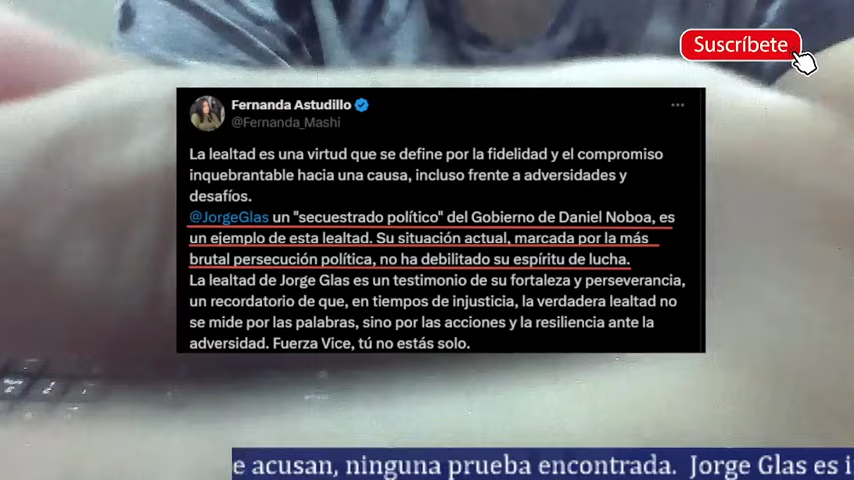 Suscríbete
Fernanda Astudillo
@Fernanda_Mashi
La lealtad es una virtud que se define por la fidelidad y el compromiso
inquebrantable hacia una causa, incluso frente a adversidades y
desafíos.
@JorgeGlas un "secuestrado político" del Gobierno de Daniel Noboa, es
un ejemplo de esta lealtad. Su situación actual, marcada por la más
brutal persecución política, no ha debilitado su espíritu de lucha.
La lealtad de Jorge Glas es un testimonio de su fortaleza y perseverancia,
un recordatorio de que, en tiempos de injusticia, la verdadera lealtad no
se mide por las palabras, sino por las acciones y la resiliencia ante la
adversidad. Fuerza Vice, tú no estás solo.
e acusan, ninguna prueba encontrada. Jorge Glas es i